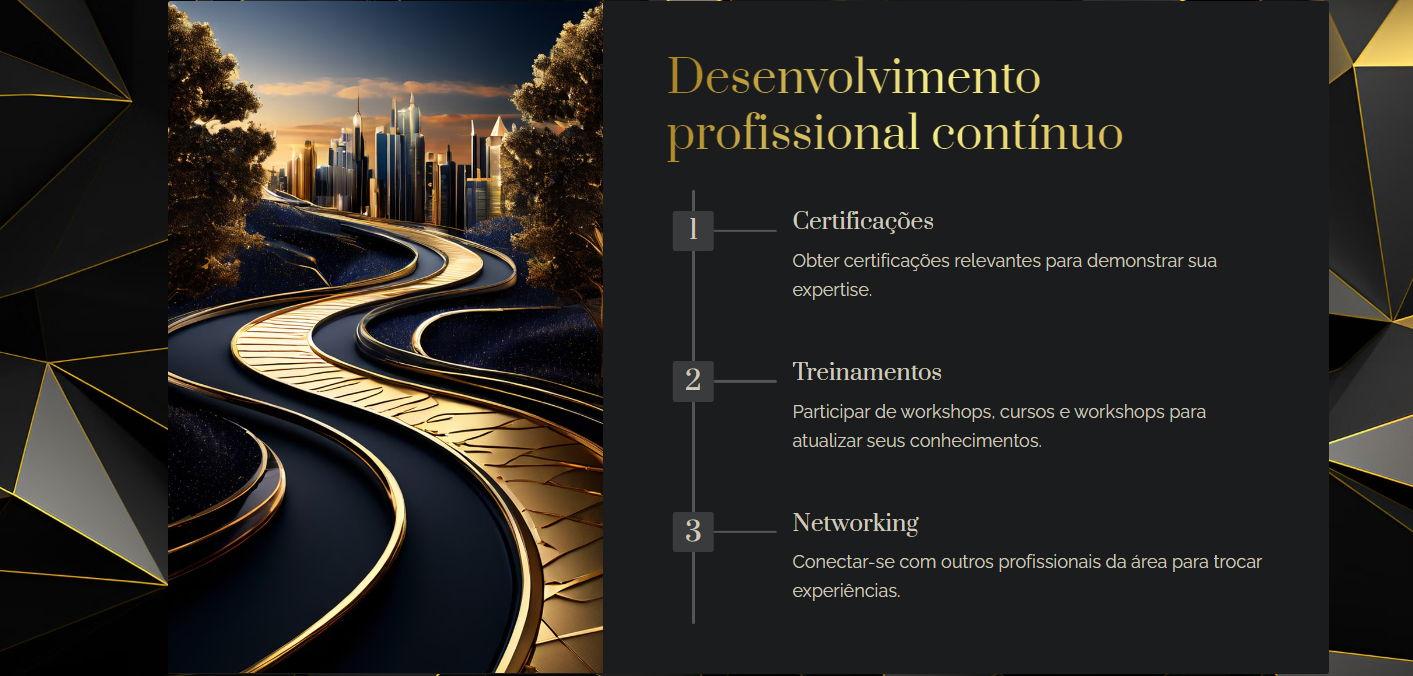 Desenvolvimento
profissional contínuo
1
Certificações
Obter certificações relevantes para demonstrar sua
expertise.
2
Treinamentos
Participar de workshops, cursos e workshops para
atualizar seus conhecimentos.
3
Networking
Conectar-se com outros profissionais da área para trocar
experiências.